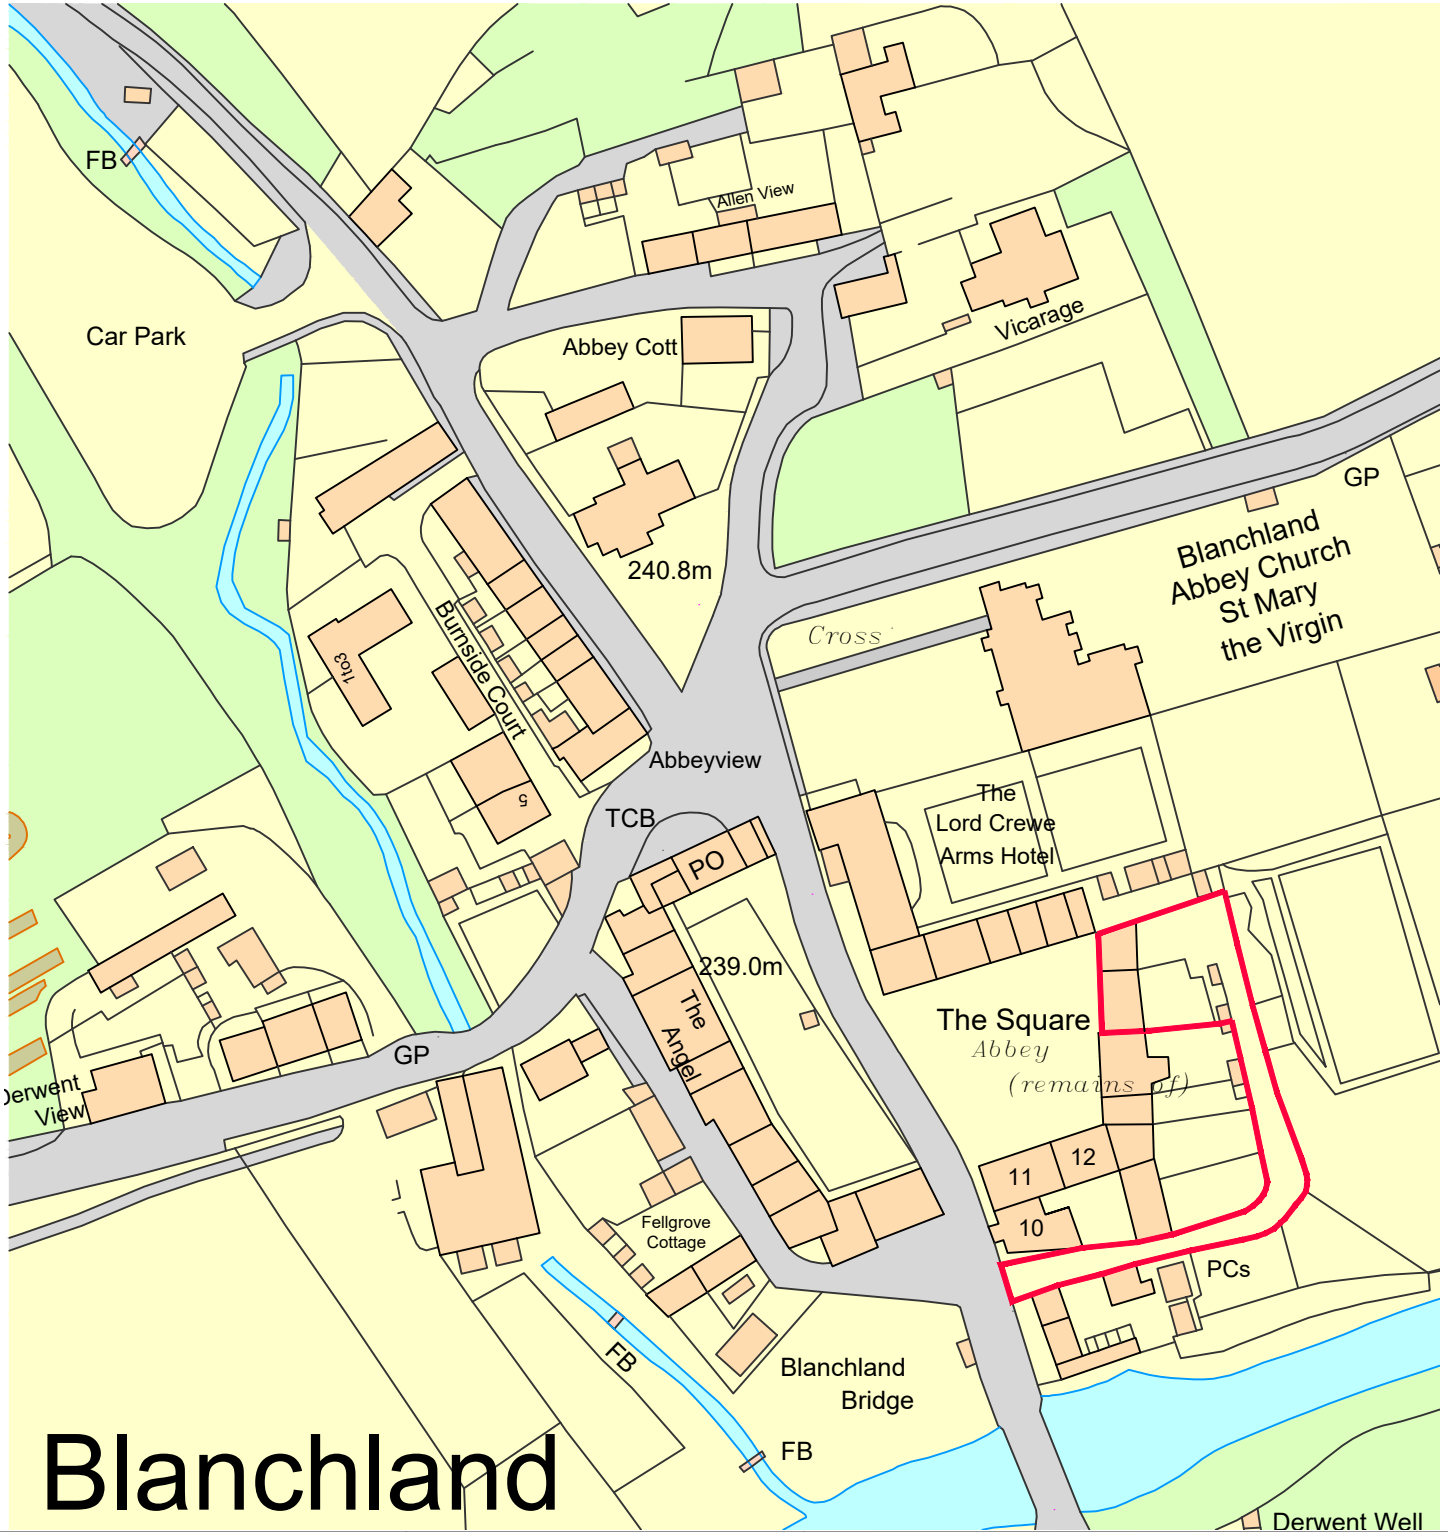 FB
Allen View
Car Park
Abbey Cott
Vicarage
GP
Blanchland
Abbey Church
St Mary
the Virgin
240.8m
Cross
Burnside Court
1to3
Abbeyview
5
TCB
PO
The
Lord Crewe
Arms Hotel
239.0m
The
Angel
The Square
Abbey
(remains of)
GP
Derwent
View
11
12
10
Fellgrove
Cottage
PCs
FB
Blanchland
Bridge
FB
Blanchland
Derwent Well